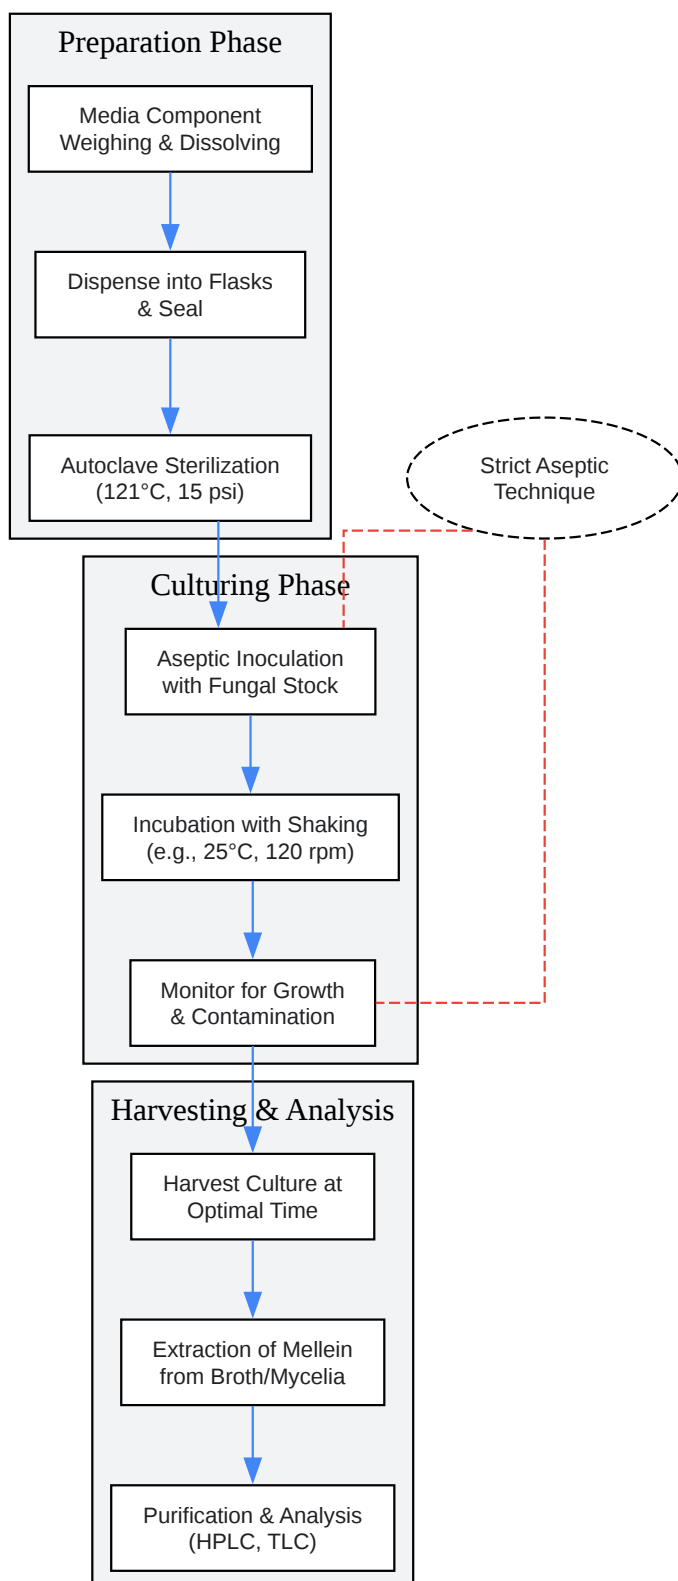 Preparation Phase
Media Component
Weighing & Dissolving
Dispense into Flasks
& Seal
Autoclave Sterilization
(121°C, 15 psi)
Strict Aseptic
Technique
Culturing Phase
Aseptic Inoculation
with Fungal Stock
Incubation with Shaking
(e.g., 25°C, 120 rpm)
Monitor for Growth
& Contamination
Harvesting & Analysis
Harvest Culture at
Optimal Time
Extraction of Mellein
from Broth/Mycelia
Purification & Analysis
(HPLC, TLC)